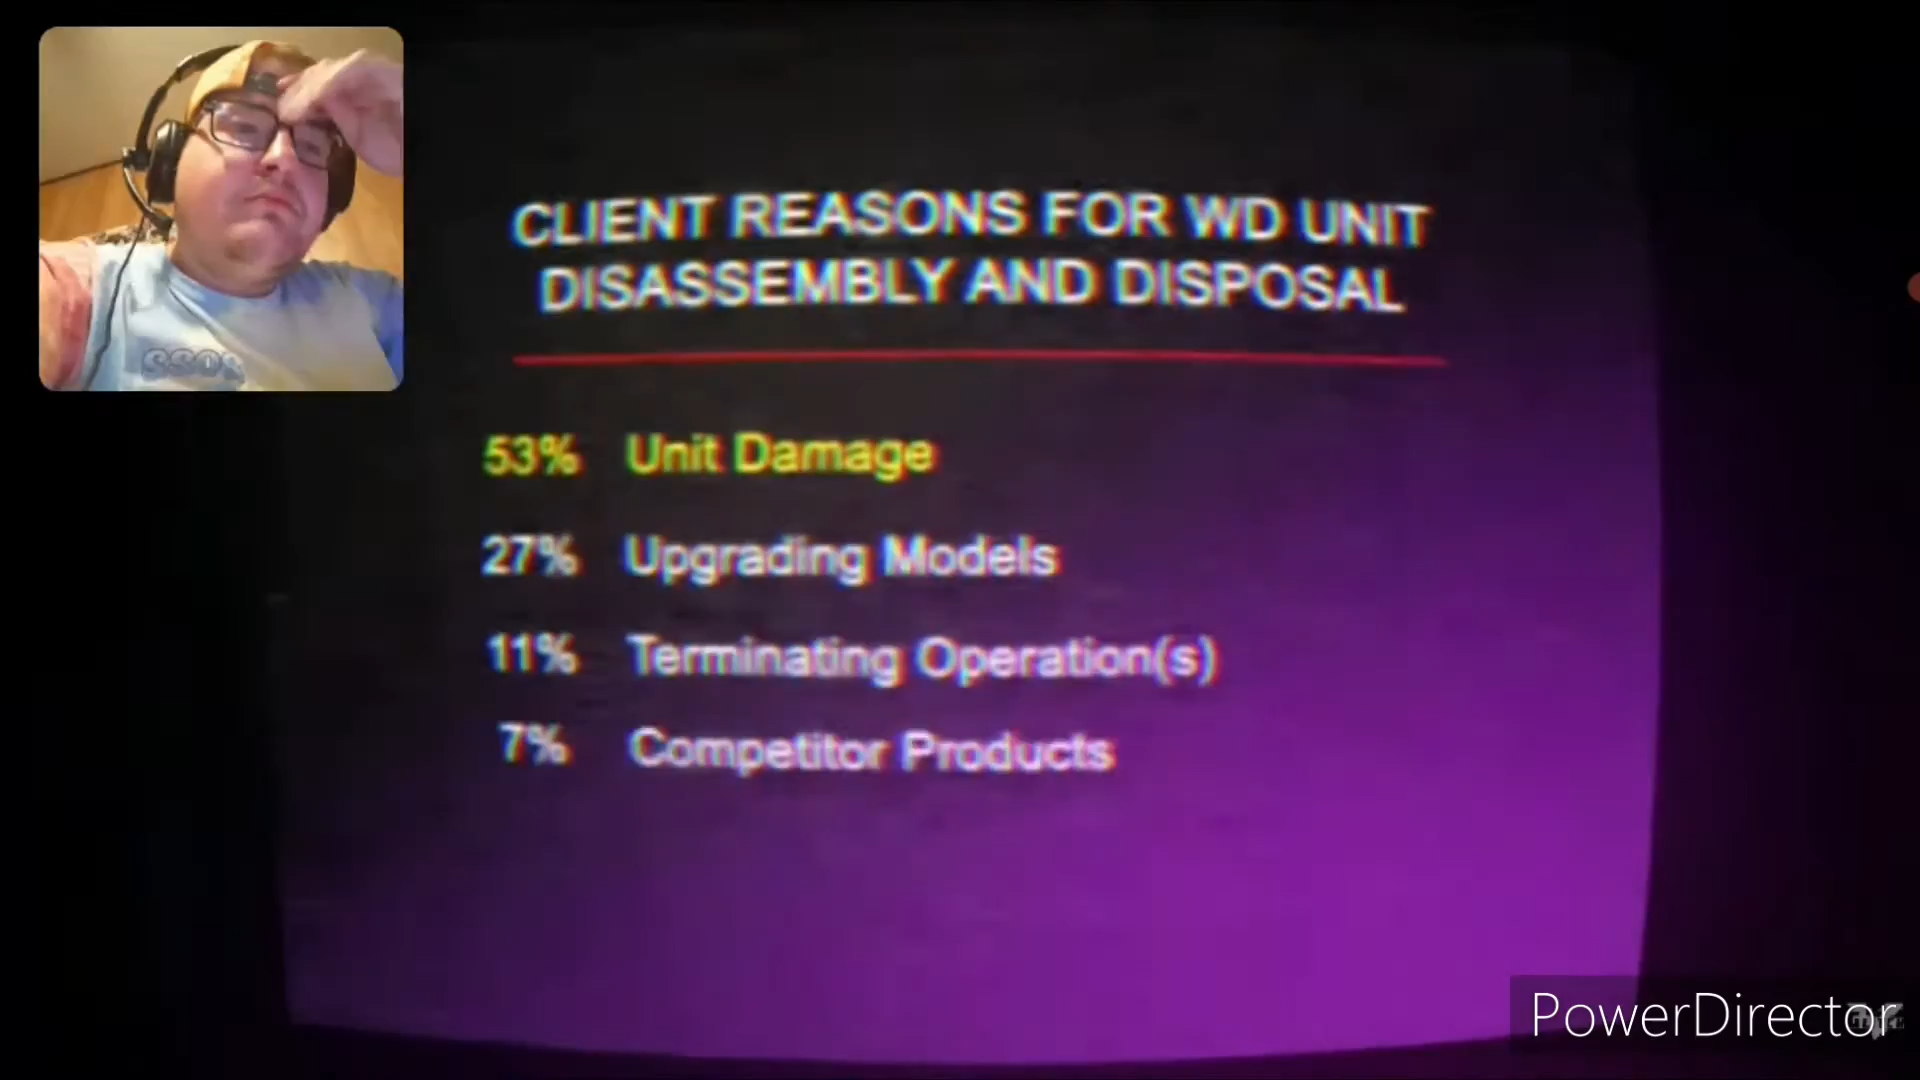 CLIENT REASONS FOR WD UNIT
DISASSEMBLY AND DISPOSAL
53% Unit Damage
27% Upgrading Models
11% Terminating Operation(s)
7% Competitor Products
PowerDirector